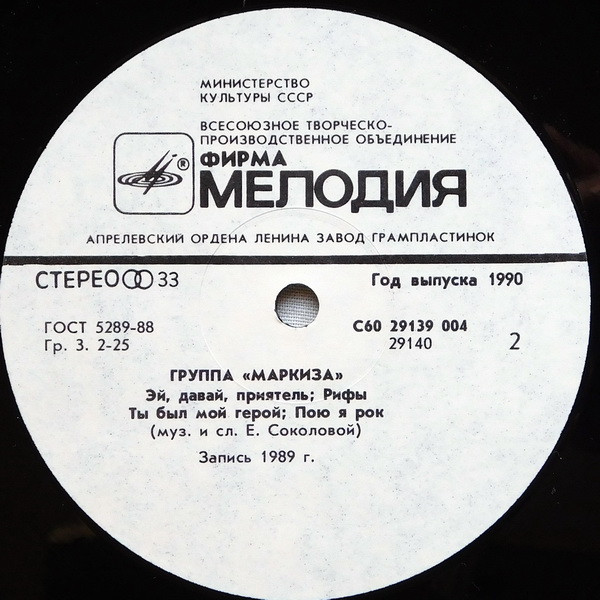 МИНИСТЕРСТВО
КУЛЬТУРЫ СССР
ВСЕСОЮЗНОЕ ТВОРЧЕСКО-
ПРОИЗВОДСТВЕННОЕ ОБЪЕДИНЕНИЕ
ФИРМА
®
МЕЛОДИЯ
АПРЕЛЕВСКИЙ ОРДЕНА ЛЕНИНА ЗАВОД ГРАМПЛАСТИНОК
СТЕРЕО 33
Год выпуска 1990
ГОСТ 5289-88
С60 29139 004
Гр. 3. 2-25
29140
2
ГРУППА «МАРКИЗА»
Эй, давай, приятель; Рифы
Ты был мой герой; Пою я рок
(муз. и сл. Е. Соколовой)
Запись 1989 г.